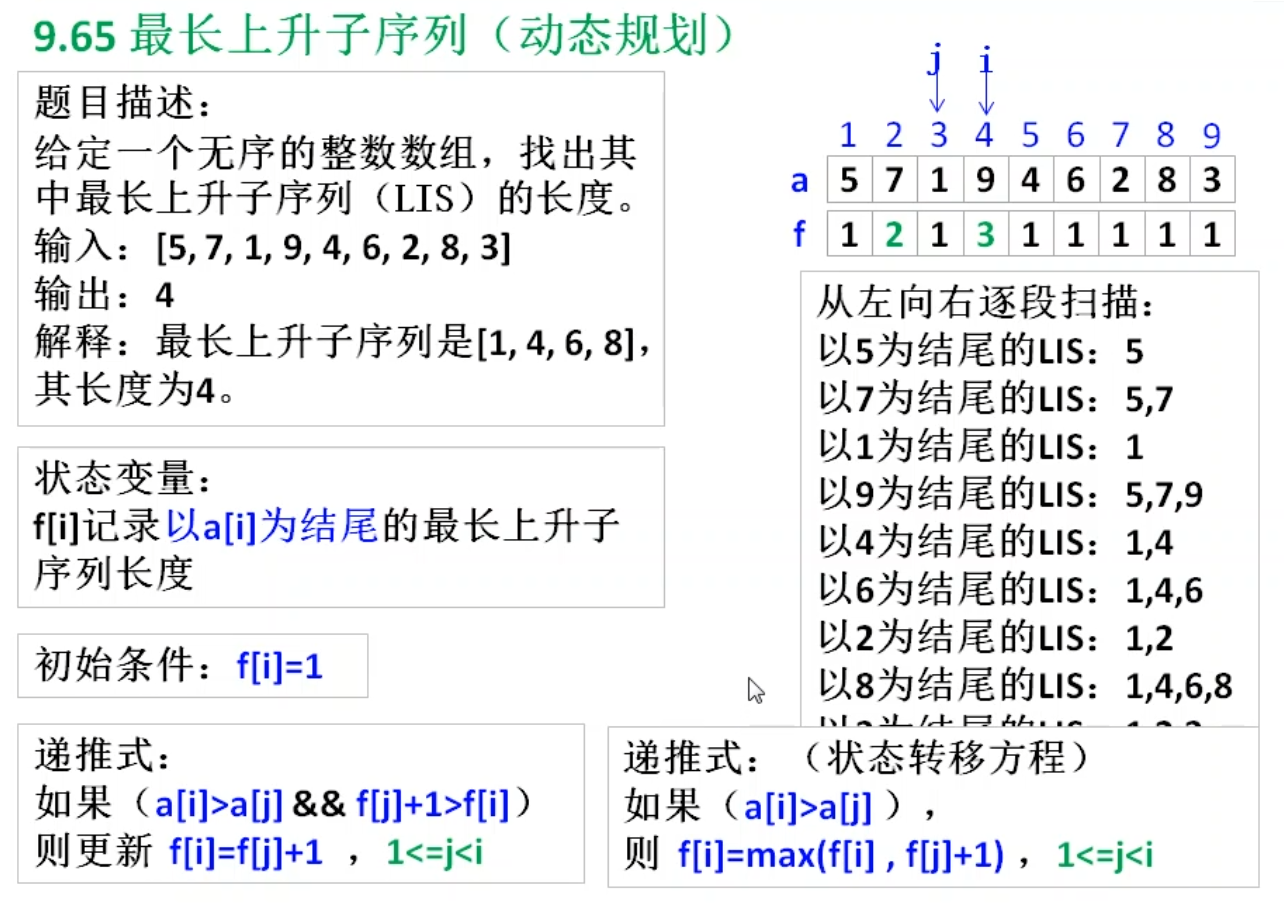 9.65 最长上升子序列（动态规划）
题目描述：
给定一个无序的整数数组，找出其
中最长上升子序列（LIS）的长度。
输入：[5, 7, 1, 9, 4, 6, 2, 8, 3]
输出：4
解释：最长上升子序列是[1, 4, 6, 8]，
其长度为4。
状态变量：
f[i]记录以a[i]为结尾的最长上升子
序列长度
初始条件：f[i]=1
递推式：
如果（a[i]>a[j] && f[j]+1>f[i]）
则更新 f[i]=f[j]+1 ，1<=j<i
j i
1 2 3 4 5 6 7 8 9
a 5 7 1 9 4 6 2 8 3
f 1 2 1 3 1 1 1 1 1
从左向右逐段扫描：
以5为结尾的LIS：5
以7为结尾的LIS：5,7
以1为结尾的LIS：1
以9为结尾的LIS：5,7,9
以4为结尾的LIS：1,4
以6为结尾的LIS：1,4,6
以2为结尾的LIS：1,2
以8为结尾的LIS：1,4,6,8
递推式：（状态转移方程）
如果（a[i]>a[j] ），
则 f[i]=max(f[i] , f[j]+1) ，1<=j<i